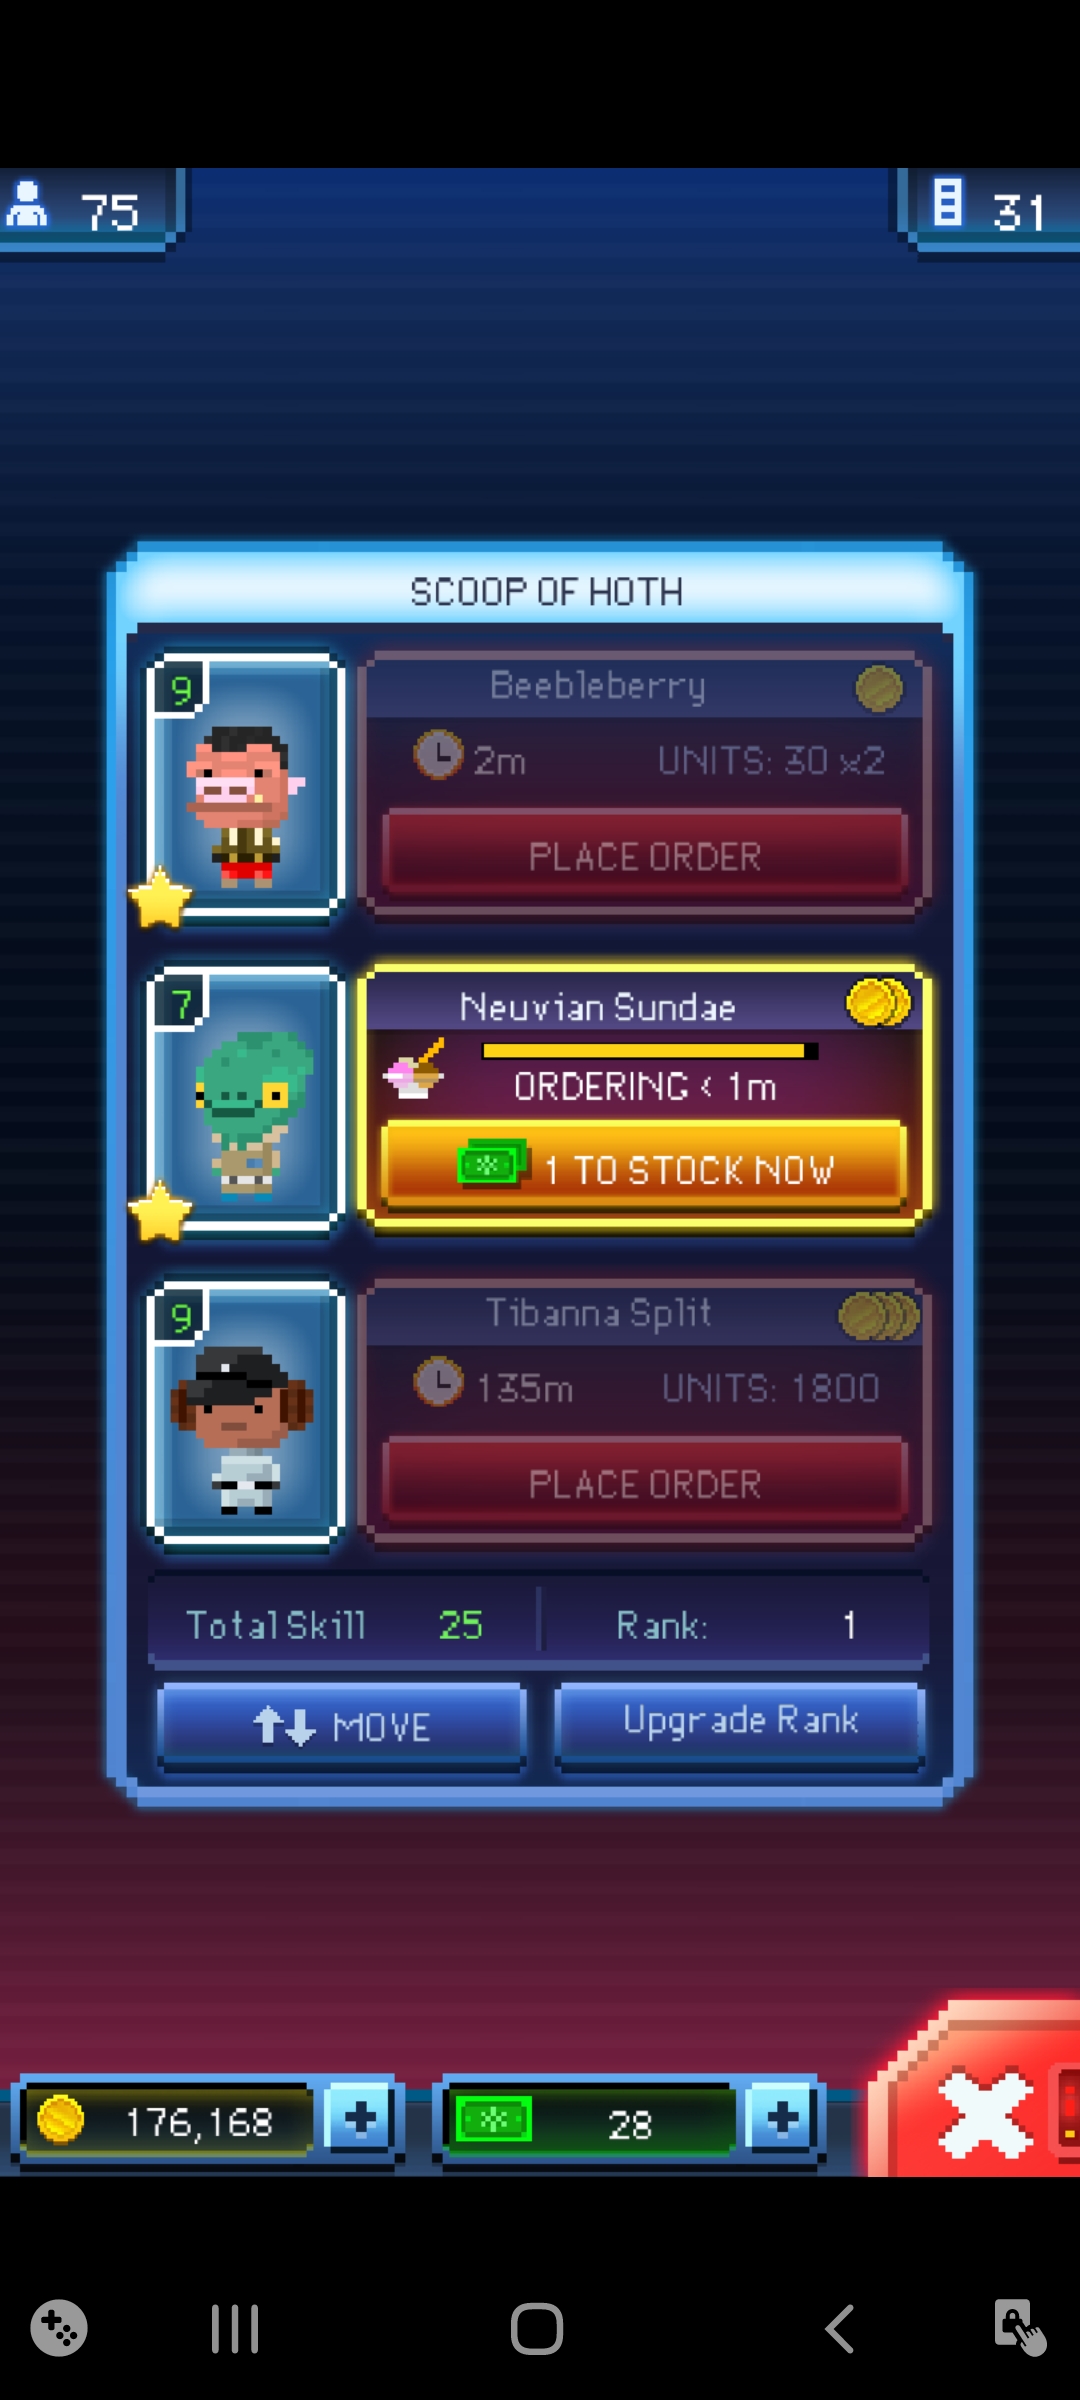 75
31
SCOOP OF HOTH
9
Beebleberry
2m UNITS: 30 x2
PLACE ORDER
7
Neuvian Sundae
ORDERING < 1m
1 TO STOCK NOW
9
Tibanna Split
135m UNITS: 1800
PLACE ORDER
Total Skill 25 Rank: 1
MOVE Upgrade Rank
176,168 28